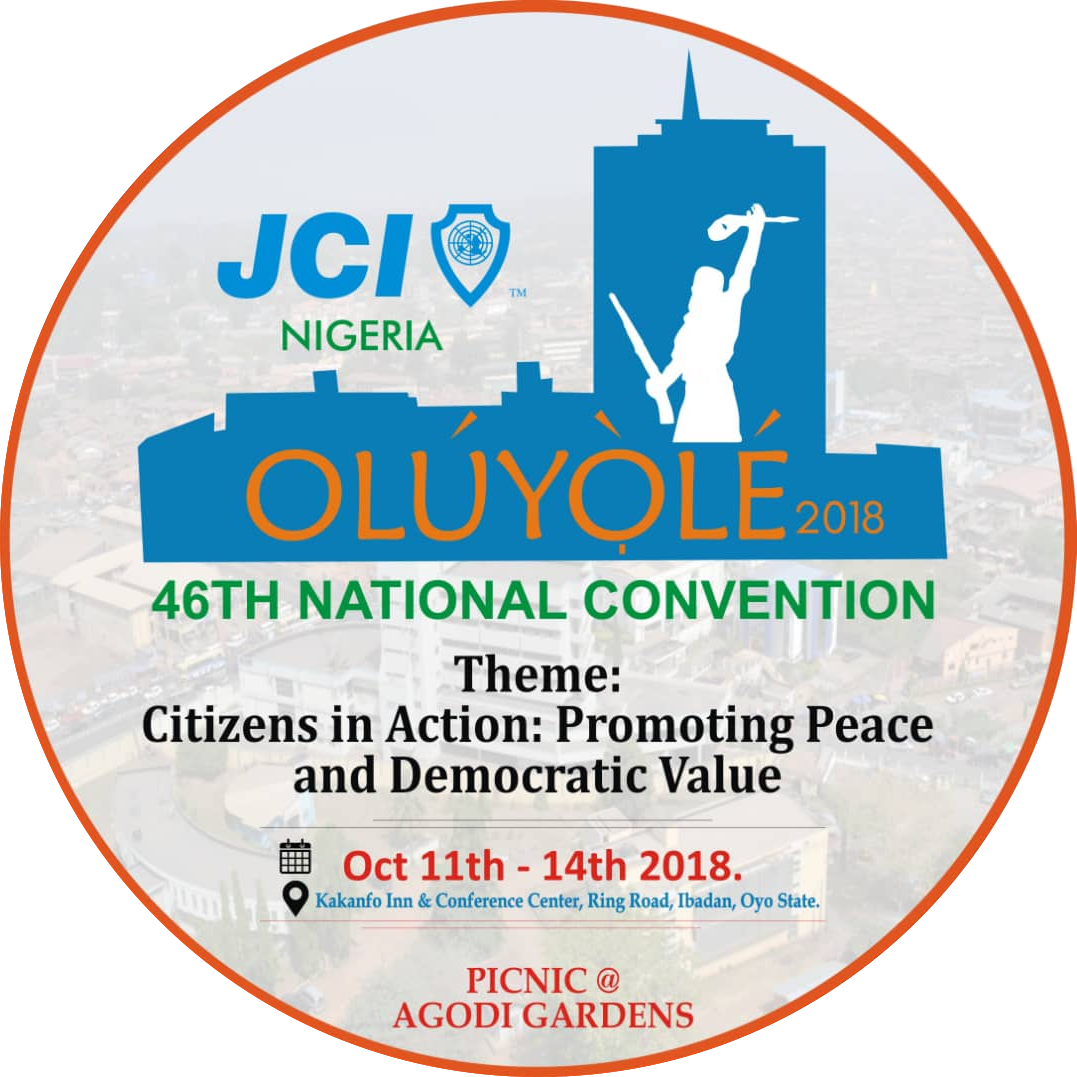 JCI
TM
NIGERIA
OLÚYỌ̀LÉ 2018
46TH NATIONAL CONVENTION
Theme:
Citizens in Action: Promoting Peace
and Democratic Value
Oct 11th - 14th 2018.
Kakanfo Inn & Conference Center, Ring Road, Ibadan, Oyo State.
PICNIC @
AGODI GARDENS